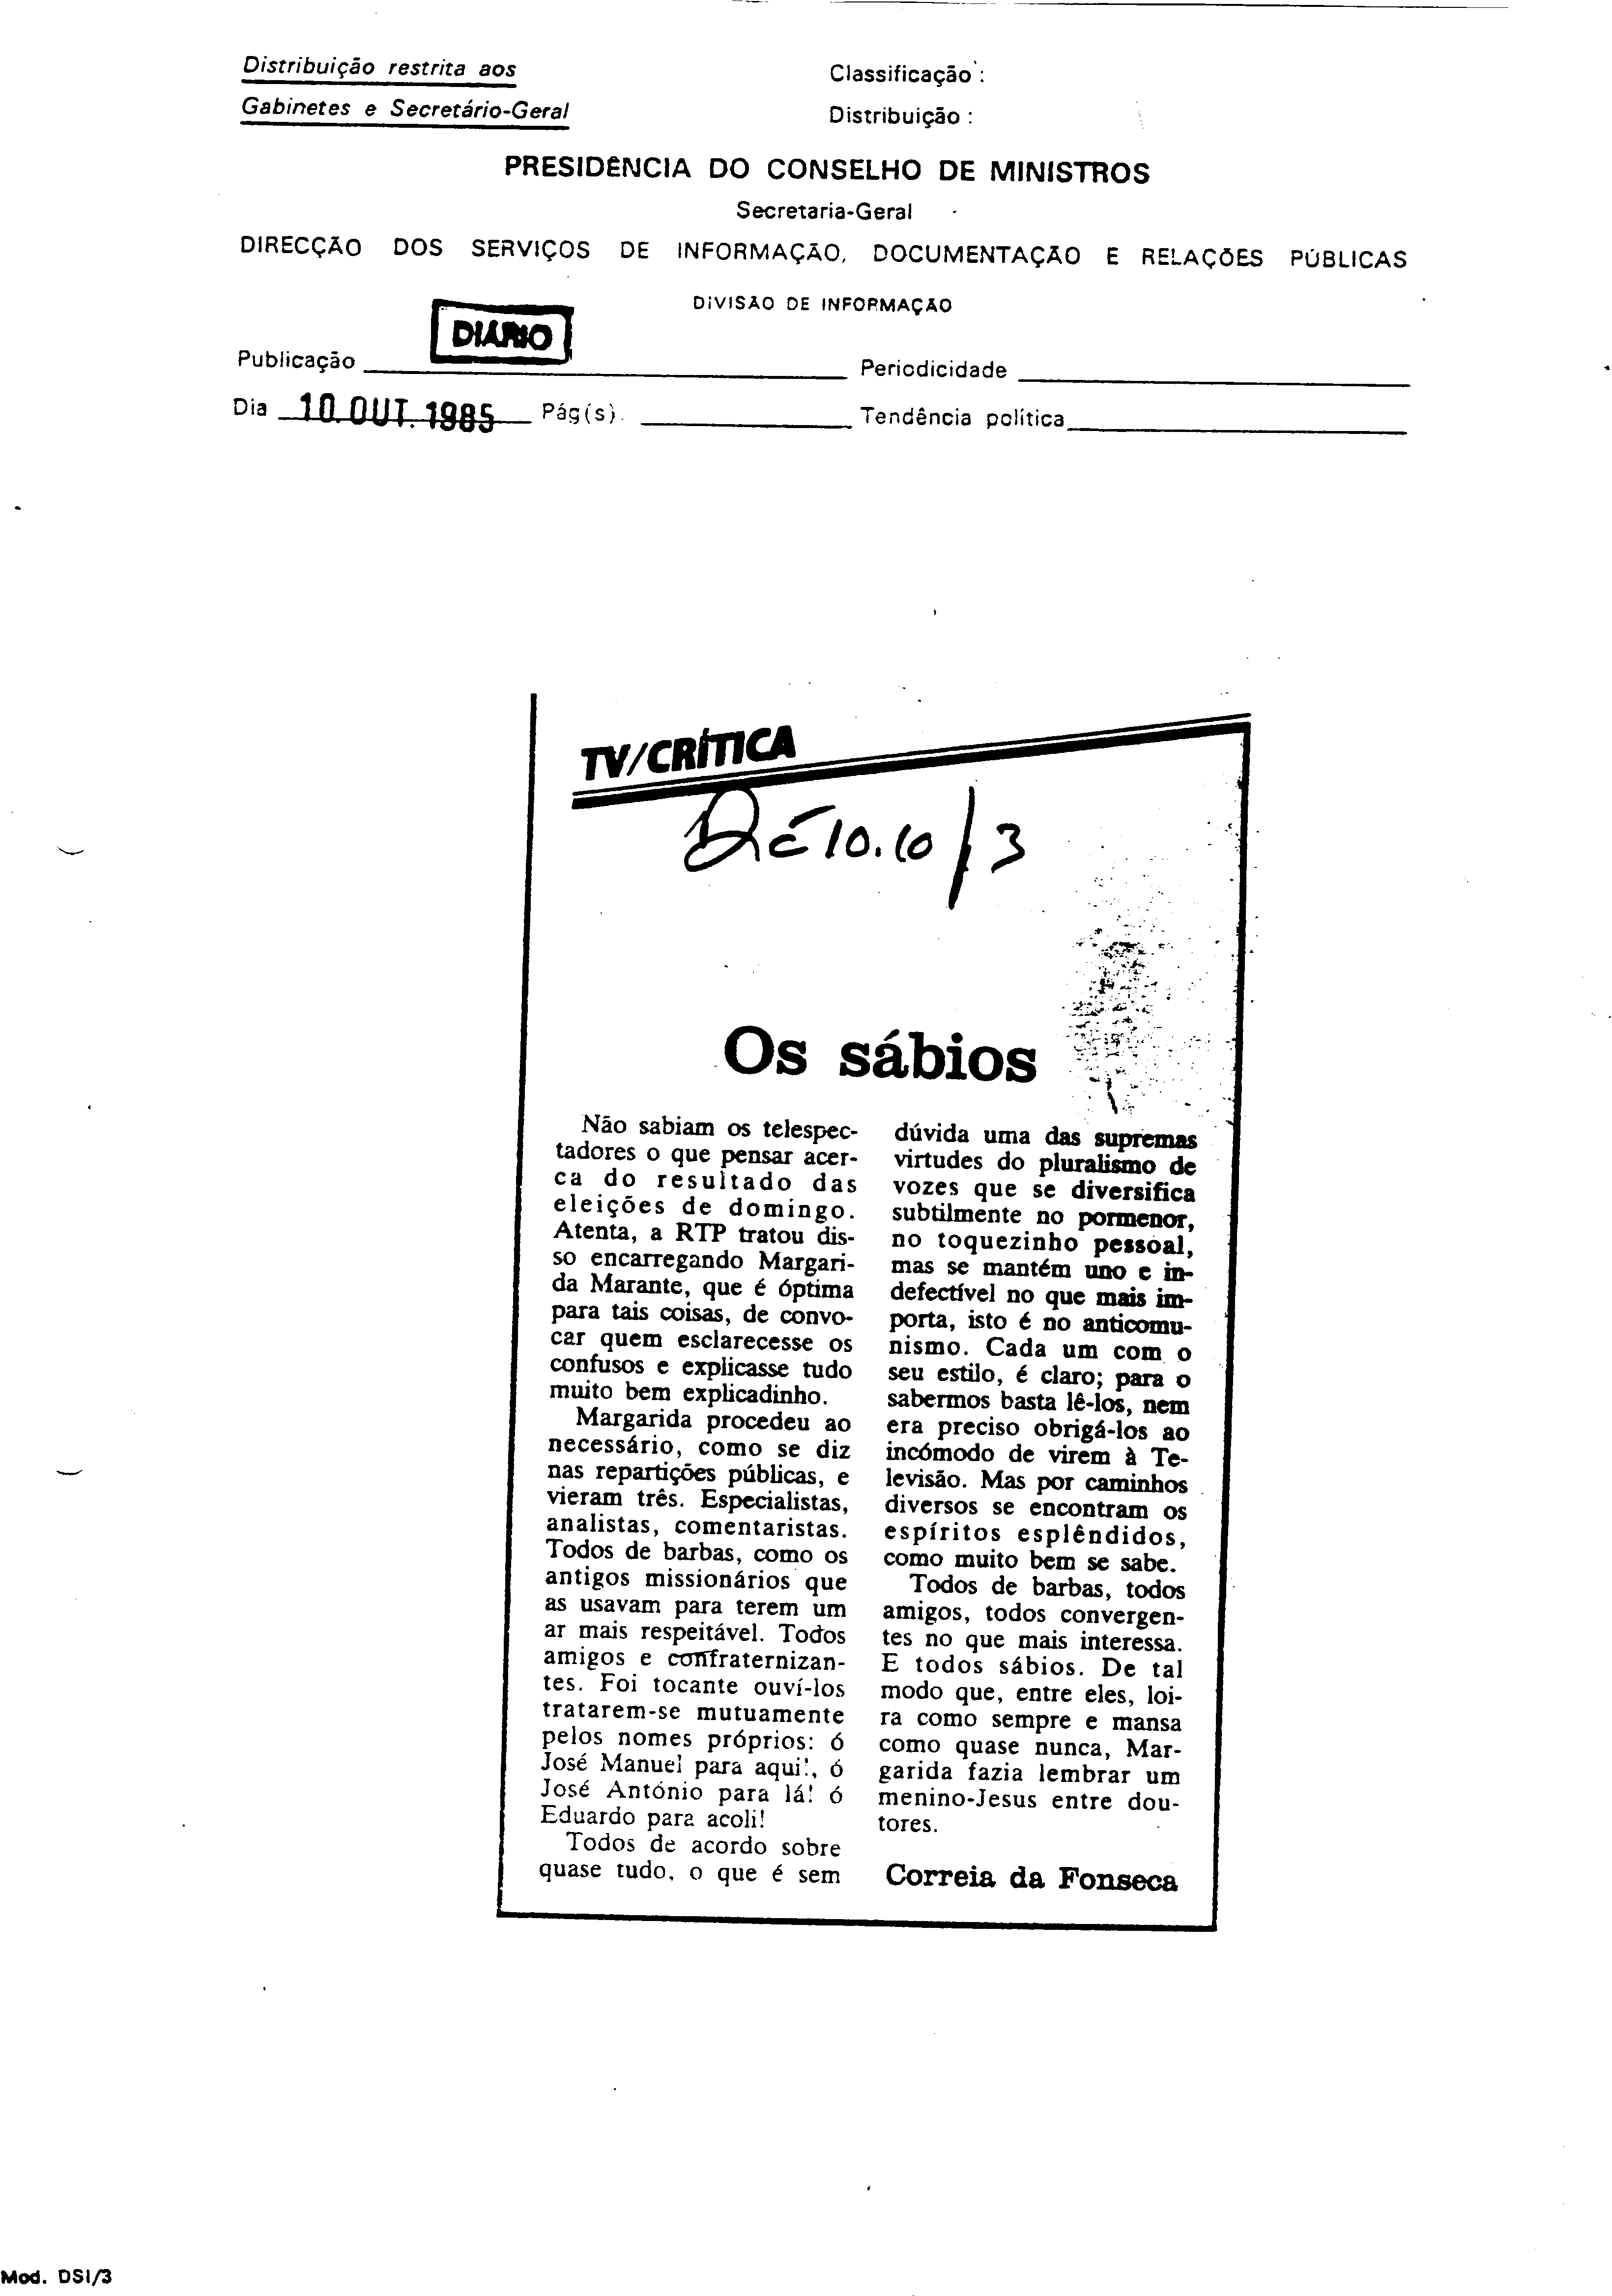 Distribuição restrita aos
Gabinetes e Secretário-Geral
Classificação :
Distribuição :
PRESIDÊNCIA DO CONSELHO DE MINISTROS
Secretaria-Geral
DIRECÇÃO DOS SERVIÇOS DE INFORMAÇÃO, DOCUMENTAÇÃO E RELAÇÕES PÚBLICAS
DIVISÃO DE INFORMAÇÃO
DIÁRIO
Publicação
Periodicidade
Dia 10. OUT. 1985 Pág(s).
Tendência política
TV/CRÍTICA
10.10/3
Os sábios
Não sabiam os telespec-
tadores o que pensar acer-
ca do resultado das
eleições de domingo.
Atenta, a RTP tratou dis-
so encarregando Margari-
da Marante, que é óptima
para tais coisas, de convo-
car quem esclarecesse os
confusos e explicasse tudo
muito bem explicadinho.
Margarida procedeu ao
necessário, como se diz
nas repartições públicas, e
vieram três. Especialistas,
analistas, comentaristas.
Todos de barbas, como os
antigos missionários que
as usavam para terem um
ar mais respeitável. Todos
amigos e confraternizan-
tes. Foi tocante ouví-los
tratarem-se mutuamente
pelos nomes próprios: ó
José Manuel para aqui!, ó
José António para lá! ó
Eduardo para acoli!
Todos de acordo sobre
quase tudo, o que é sem
dúvida uma das supremas
virtudes do pluralismo de
vozes que se diversifica
subtilmente no pormenor,
no toquezinho pessoal,
mas se mantém uno e in-
defectível no que mais im-
porta, isto é no anticomu-
nismo. Cada um com o
seu estilo, é claro; para o
sabermos basta lê-los, nem
era preciso obrigá-los ao
incómodo de virem à Te-
levisão. Mas por caminhos
diversos se encontram os
espíritos esplêndidos,
como muito bem se sabe.
Todos de barbas, todos
amigos, todos convergen-
tes no que mais interessa.
E todos sábios. De tal
modo que, entre eles, loi-
ra como sempre e mansa
como quase nunca, Mar-
garida fazia lembrar um
menino-Jesus entre dou-
tores.
Correia da Fonseca
Mod. DSI/3